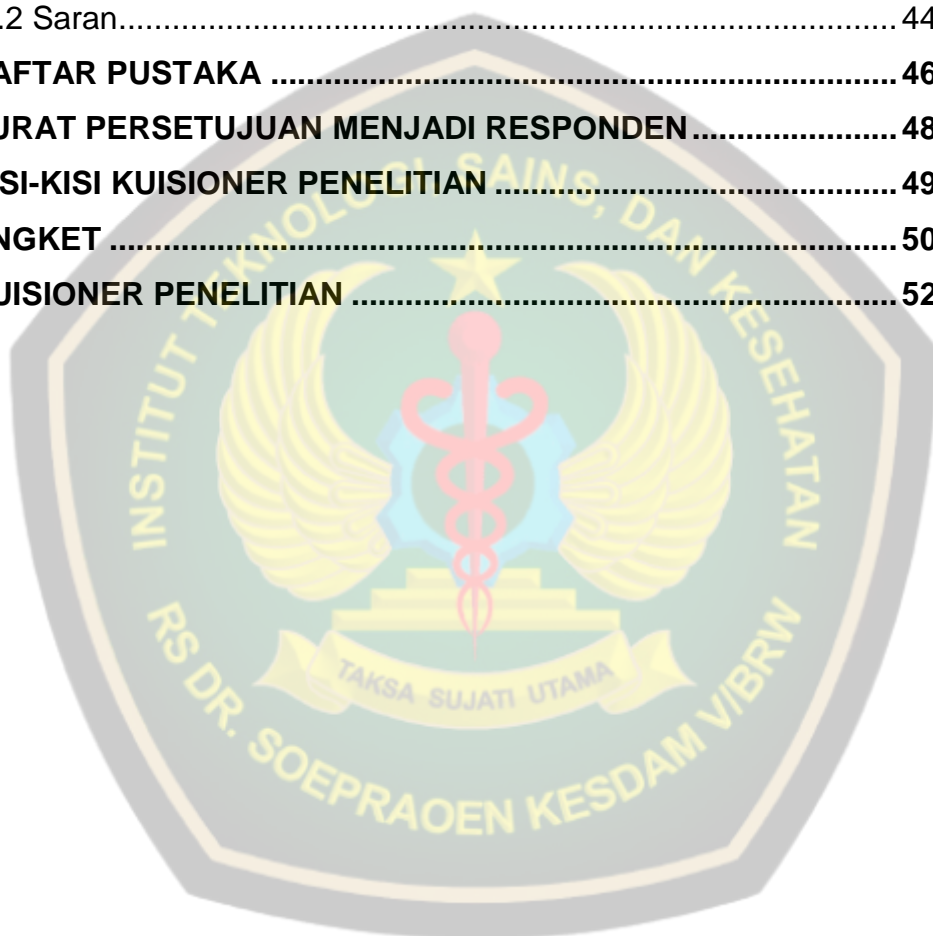 .2 Saran........................................................................................ 44
AFTAR PUSTAKA ...................................................................... 46
URAT PERSETUJUAN MENJADI RESPONDEN....................... 48
SI-KISI KUISIONER PENELITIAN ............................................. 49
NGKET ........................................................................................ 50
UISIONER PENELITIAN ............................................................. 52
INSTITUT TEKNOLOGI, SAINS, DAN KESEHATAN
TAKSA SUJATI UTAMA
RS DR. SOEPRAOEN KESDAM V/BRW